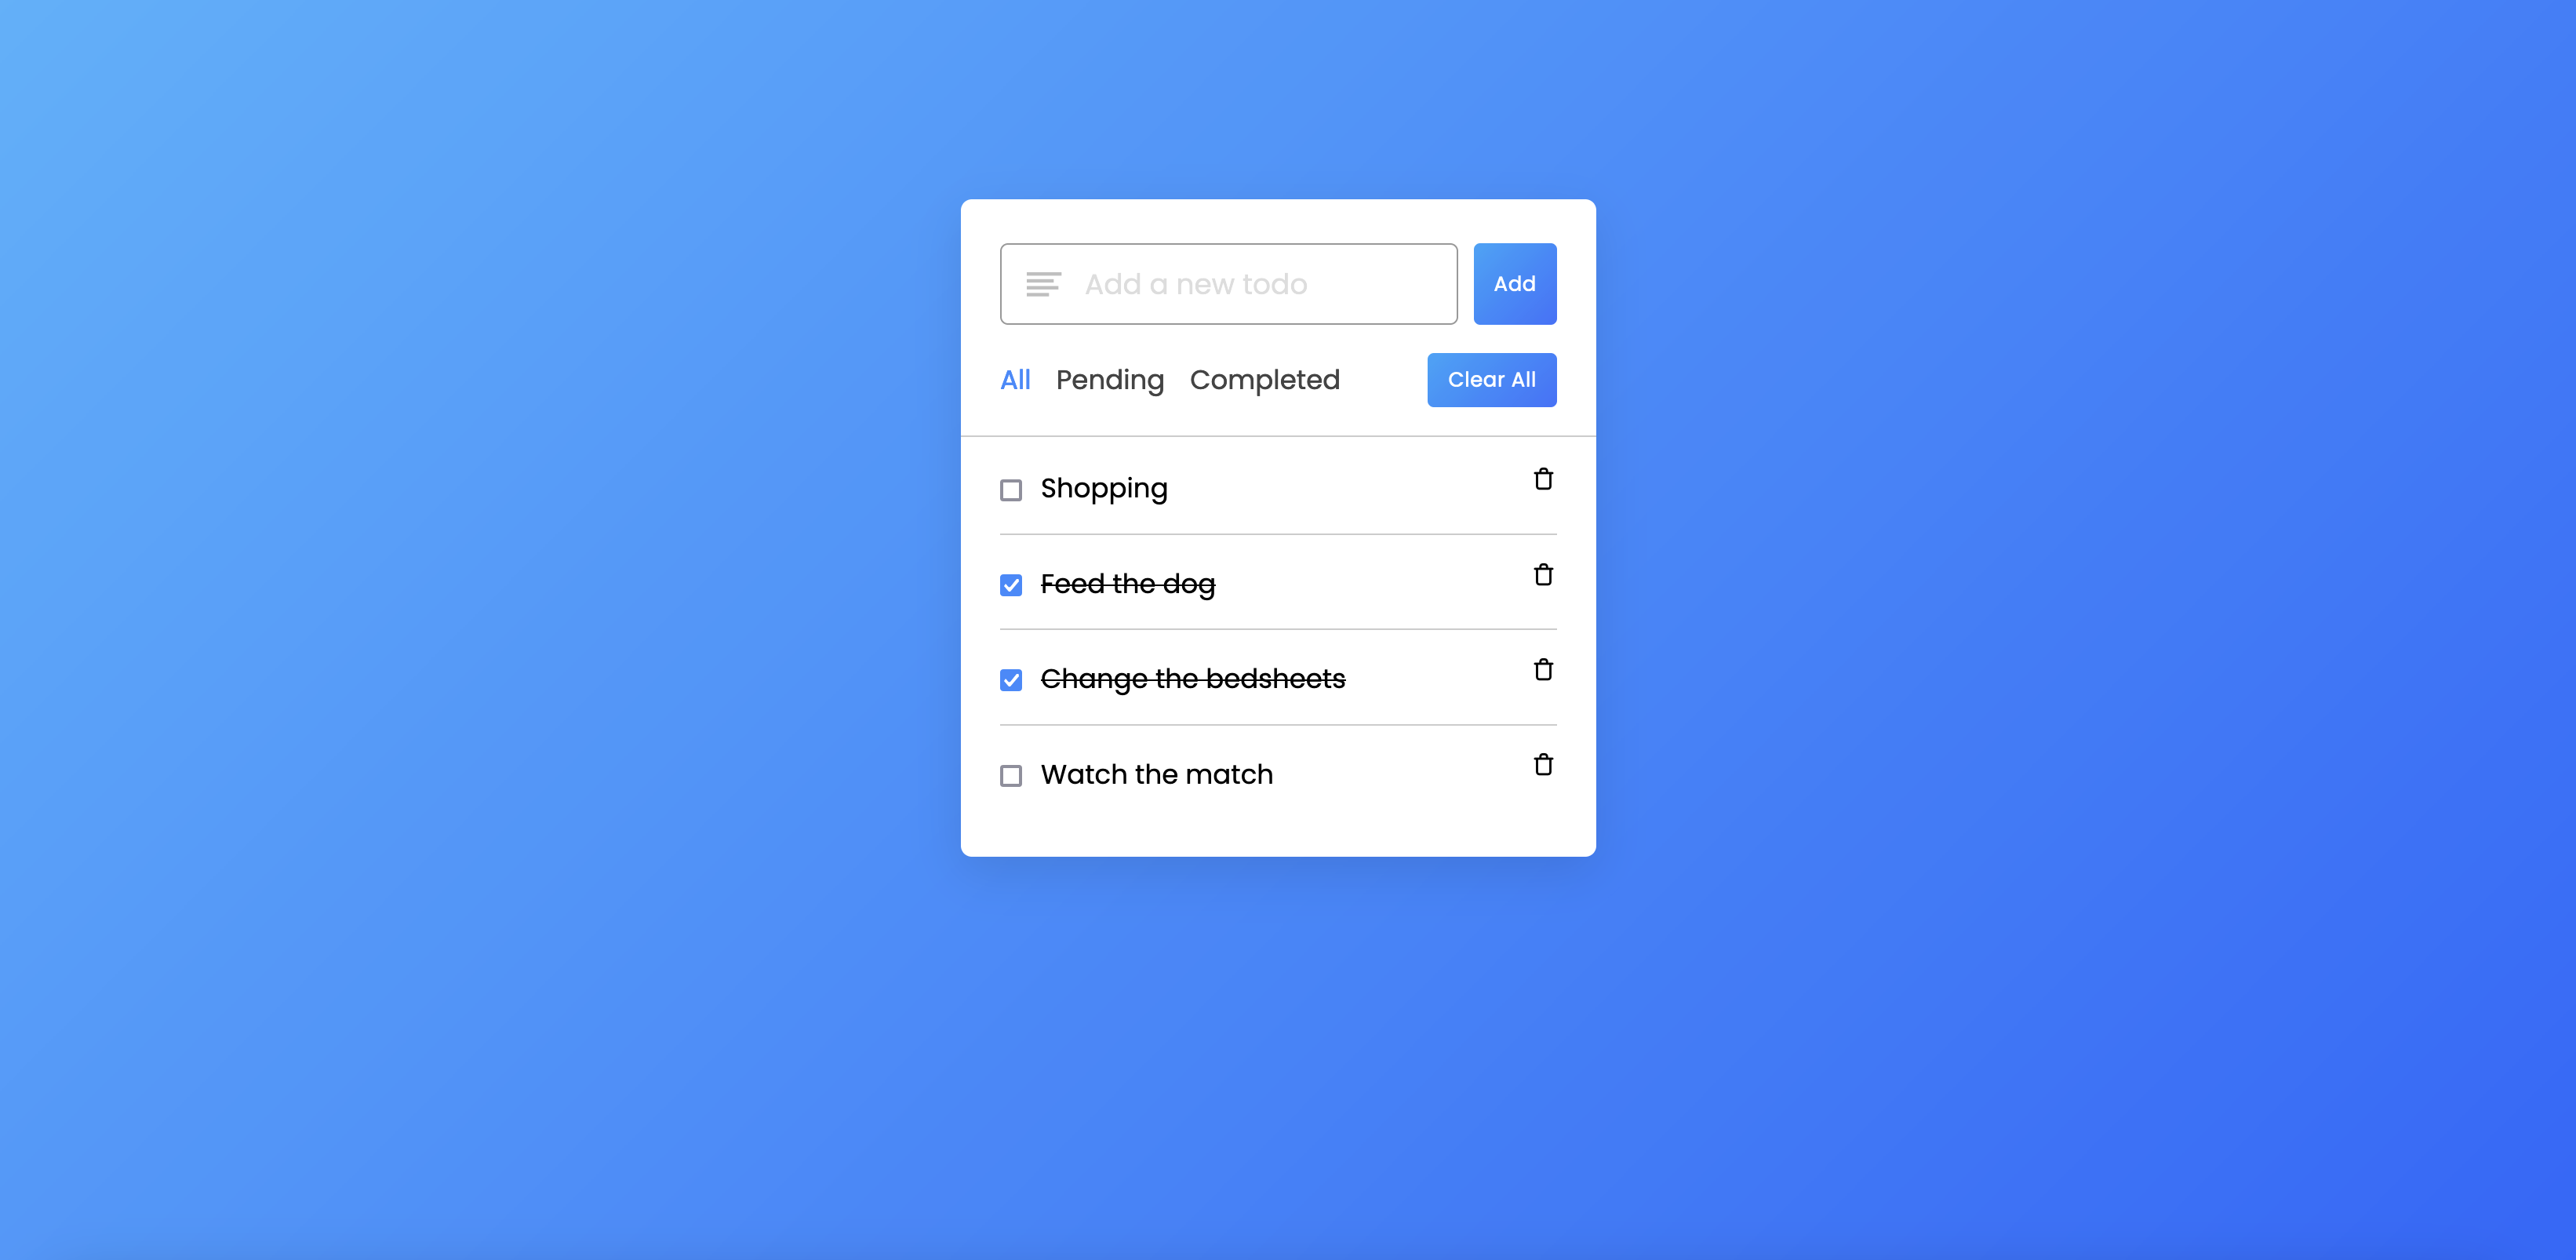 Add a new todo
Add
All Pending Completed
Clear All
Shopping
Feed the dog
Change the bedsheets
Watch the match